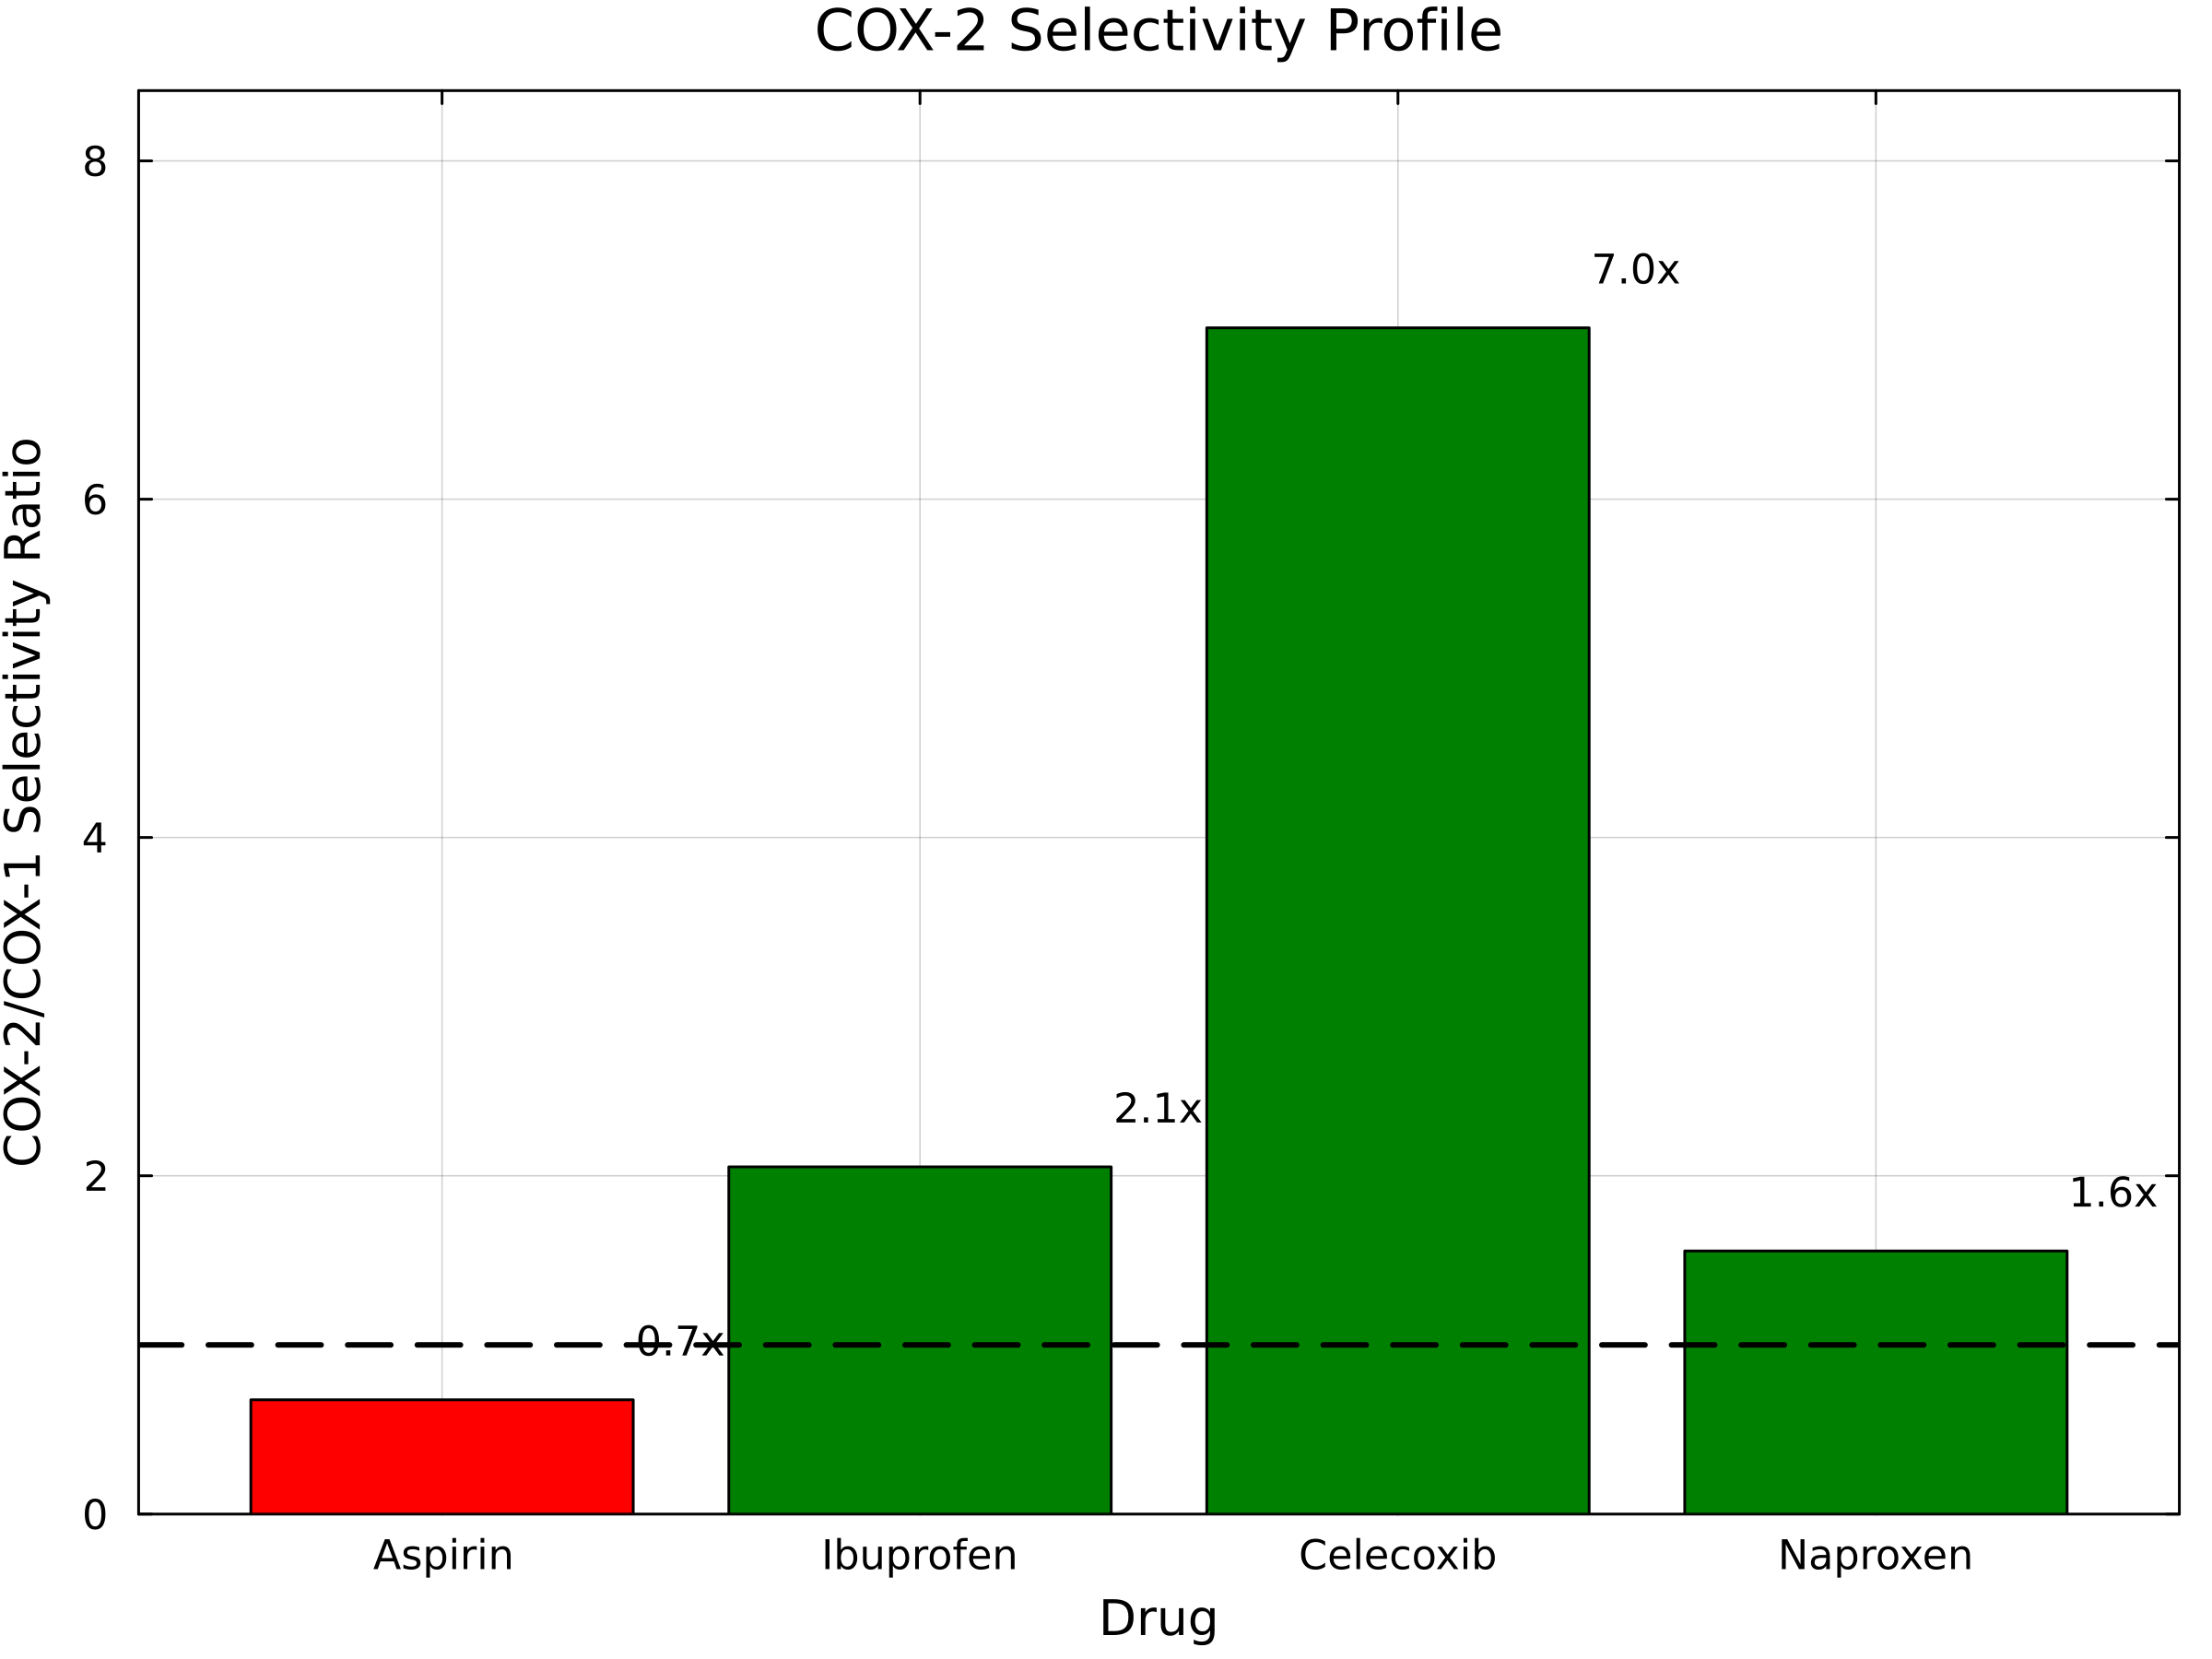 COX-2 Selectivity Profile
COX-2/COX-1 Selectivity Ratio
8
6
4
2
0
7.0x
2.1x
1.6x
0.7x
Aspirin
Ibuprofen
Celecoxib
Naproxen
Drug